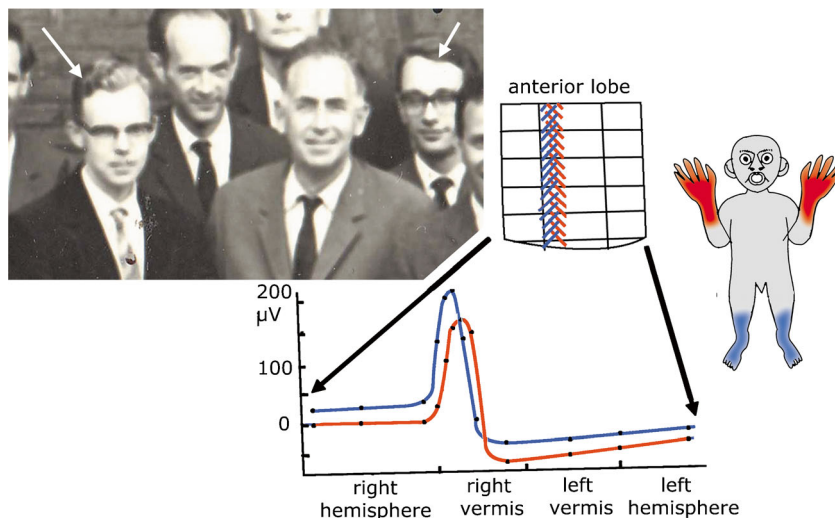 anterior lobe
200
µV
100
0
right
hemisphere
right
vermis
left
vermis
left
hemisphere